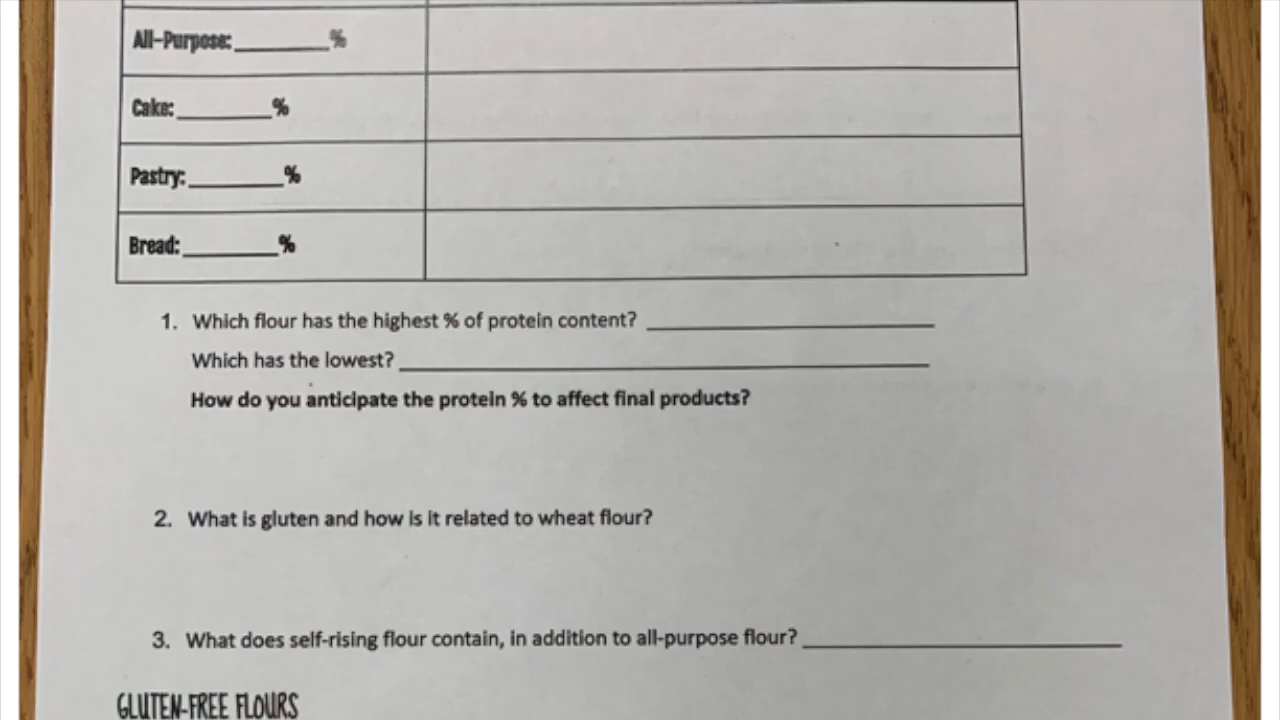 All-Purpose: ________%
Cake: ________%
Pastry: ________%
Bread: ________%
1. Which flour has the highest % of protein content? ____________________
Which has the lowest? ____________________
How do you anticipate the protein % to affect final products?
2. What is gluten and how is it related to wheat flour?
3. What does self-rising flour contain, in addition to all-purpose flour? ____________________
GLUTEN-FREE FLOURS